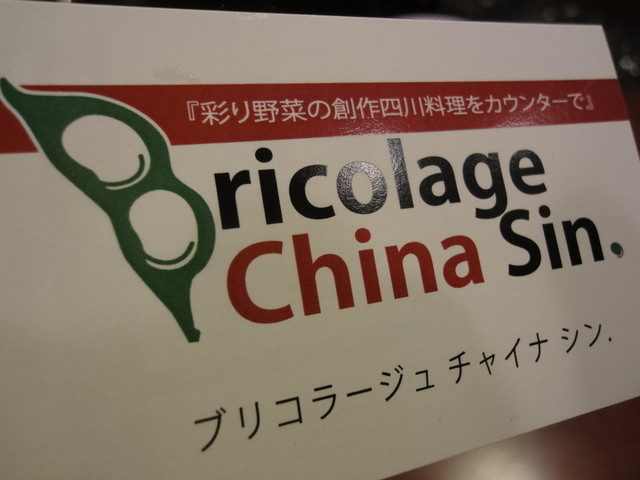 『彩り野菜の創作四川料理をカウンターで』
Bricolage
China Sin.
ブリコラージュ チャイナ シン.